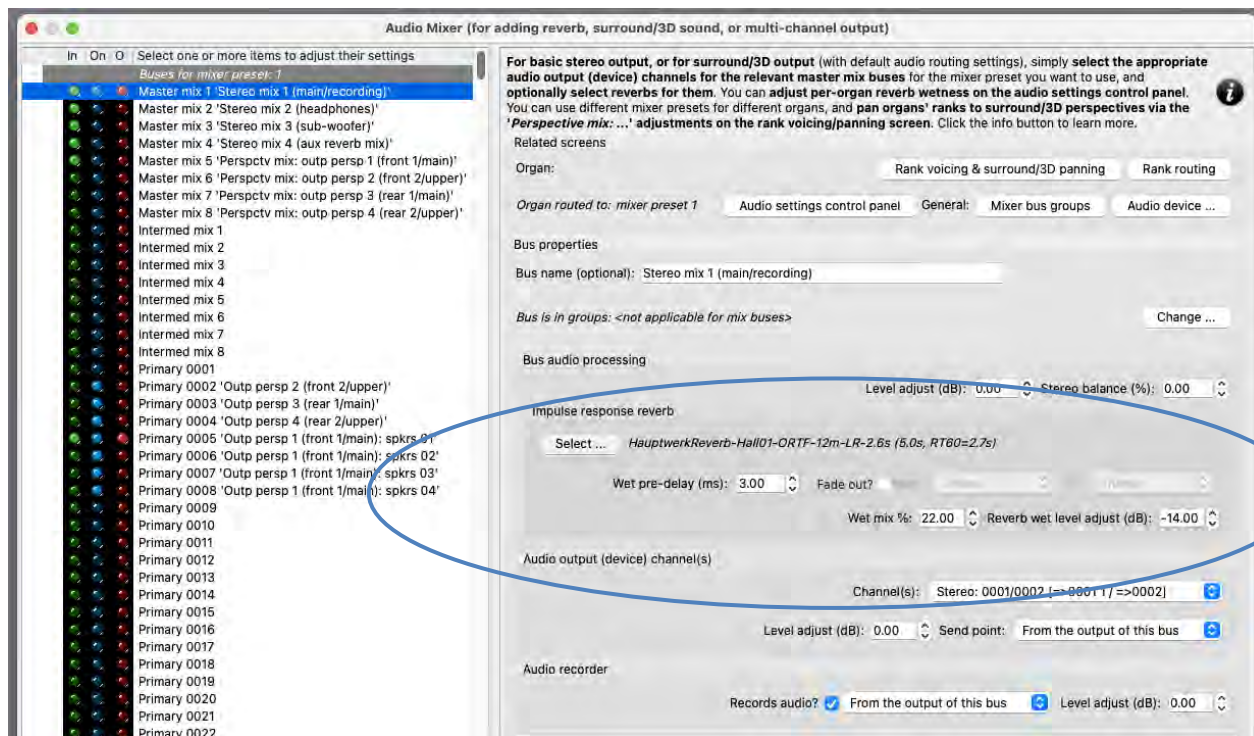 Audio Mixer (for adding reverb, surround/3D sound, or multi-channel output)
In On O Select one or more items to adjust their settings
Buses for mixer preset: 1
Master mix 1 'Stereo mix 1 (main/recording)'
Master mix 2 'Stereo mix 2 (headphones)'
Master mix 3 'Stereo mix 3 (sub-woofer)'
Master mix 4 'Stereo mix 4 (aux reverb mix)'
Master mix 5 'Perspctv mix: outp persp 1 (front 1/main)'
Master mix 6 'Perspctv mix: outp persp 2 (front 2/upper)'
Master mix 7 'Perspctv mix: outp persp 3 (rear 1/main)'
Master mix 8 'Perspctv mix: outp persp 4 (rear 2/upper)'
Intermed mix 1
Intermed mix 2
Intermed mix 3
Intermed mix 4
Intermed mix 5
Intermed mix 6
Intermed mix 7
Intermed mix 8
Primary 0001
Primary 0002 'Outp persp 2 (front 2/upper)'
Primary 0003 'Outp persp 3 (rear 1/main)'
Primary 0004 'Outp persp 4 (rear 2/upper)'
Primary 0005 'Outp persp 1 (front 1/main): spkrs 01'
Primary 0006 'Outp persp 1 (front 1/main): spkrs 02'
Primary 0007 'Outp persp 1 (front 1/main): spkrs 03'
Primary 0008 'Outp persp 1 (front 1/main): spkrs 04'
Primary 0009
Primary 0010
Primary 0011
Primary 0012
Primary 0013
Primary 0014
Primary 0015
Primary 0016
Primary 0017
Primary 0018
Primary 0019
Primary 0020
Primary 0021
Primary 0022
For basic stereo output, or for surround/3D output (with default audio routing settings), simply select the appropriate
audio output (device) channels for the relevant master mix buses for the mixer preset you want to use, and
optionally select reverbs for them. You can adjust per-organ reverb wetness on the audio settings control panel.
You can use different mixer presets for different organs, and pan organs' ranks to surround/3D perspectives via the
'Perspective mix: ...' adjustments on the rank voicing/panning screen. Click the info button to learn more.
Related screens
Organ: Rank voicing & surround/3D panning Rank routing
Organ routed to: mixer preset 1 Audio settings control panel General: Mixer bus groups Audio device ...
Bus properties
Bus name (optional): Stereo mix 1 (main/recording)
Bus is in groups: <not applicable for mix buses> Change ...
Bus audio processing
Level adjust (dB): 0.00 Stereo balance (%): 0.00
Impulse response reverb
Select ... HauptwerkReverb-Hall01-ORTF-12m-LR-2.6s (5.0s, RT60=2.7s)
Wet pre-delay (ms): 3.00 Fade out?
Wet mix %: 22.00 Reverb wet level adjust (dB): -14.00
Audio output (device) channel(s)
Channel(s): Stereo: 0001/0002 [=>0001 1 / =>0002]
Level adjust (dB): 0.00 Send point: From the output of this bus
Audio recorder
Records audio? From the output of this bus Level adjust (dB): 0.00